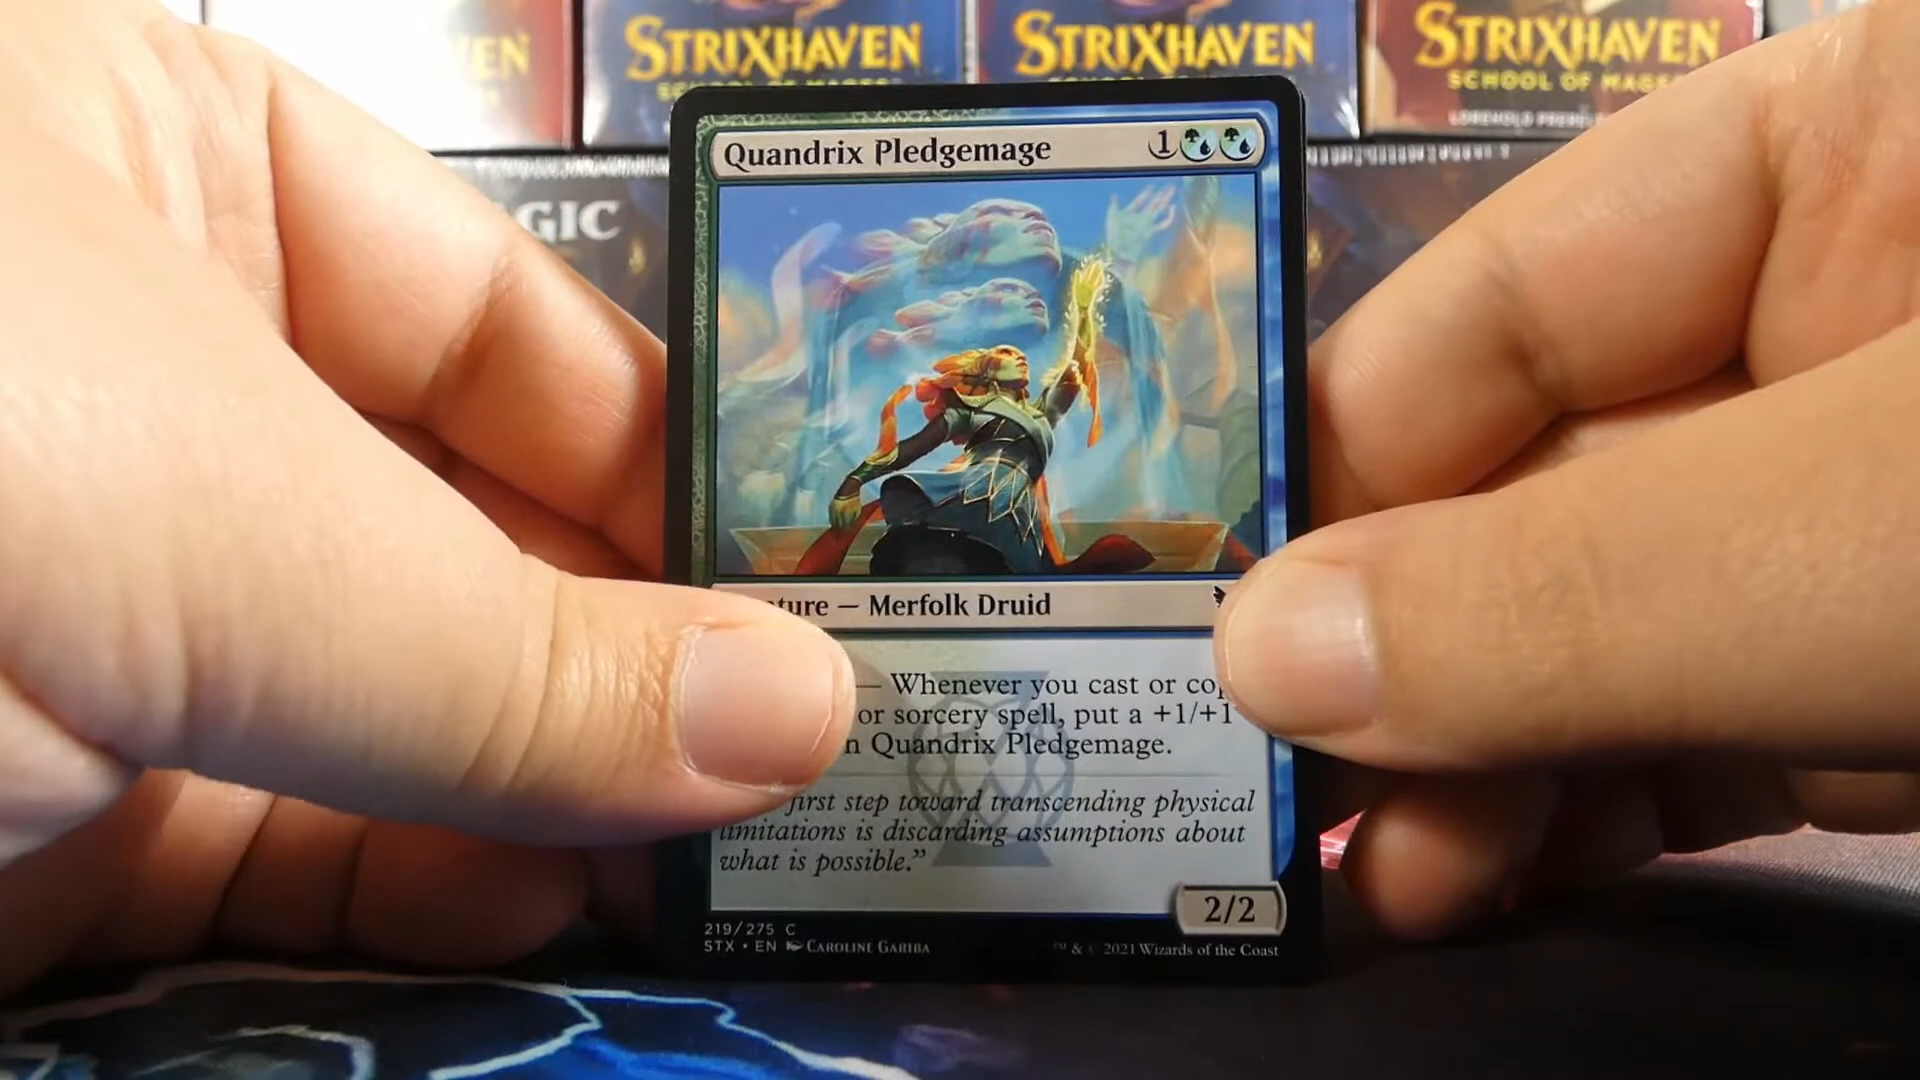 STRIXHAVEN
STRIXHAVEN
STRIXHAVEN
SCHOOL OF MAGES
EN
GIC
Quandrix Pledgemage 1
ture — Merfolk Druid
— Whenever you cast or cop
or sorcery spell, put a +1/+1
n Quandrix Pledgemage.
first step toward transcending physical
limitations is discarding assumptions about
what is possible.”
2/2
219/275 C
STX • EN CAROLINE GARIBA
™ & © 2021 Wizards of the Coast